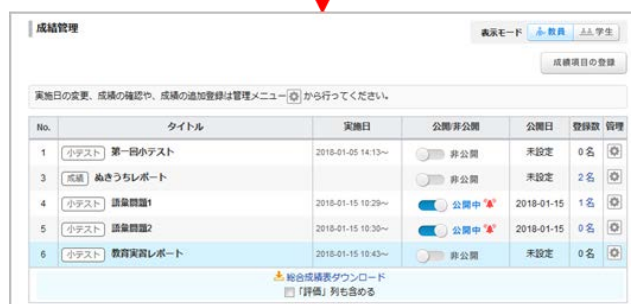 成績管理
表示モード 教員 学生
成績項目の登録
実施日の変更、成績の確認や、成績の追加登録は管理メニュー から行ってください。
No. タイトル 実施日 公開/非公開 公開日 登録数 管理
1 小テスト 第一回小テスト 2018-01-05 14:13～ 非公開 未設定 0名
3 成績 ぬきうちレポート 非公開 未設定 2名
4 小テスト 語彙問題1 2018-01-15 10:29～ 公開中 2018-01-15 1名
5 小テスト 語彙問題2 2018-01-15 10:30～ 公開中 2018-01-15 0名
6 小テスト 教育実習レポート 2018-01-15 10:43～ 非公開 未設定 0名
総合成績表ダウンロード
「評価」列も含める